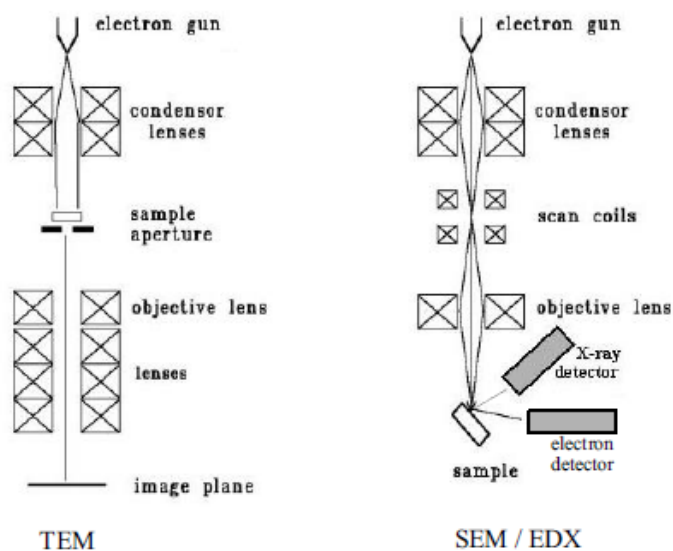 electron gun
condensor
lenses
sample
aperture
objective lens
lenses
image plane
TEM
electron gun
condensor
lenses
scan coils
objective lens
X-ray
detector
electron
detector
sample
SEM / EDX